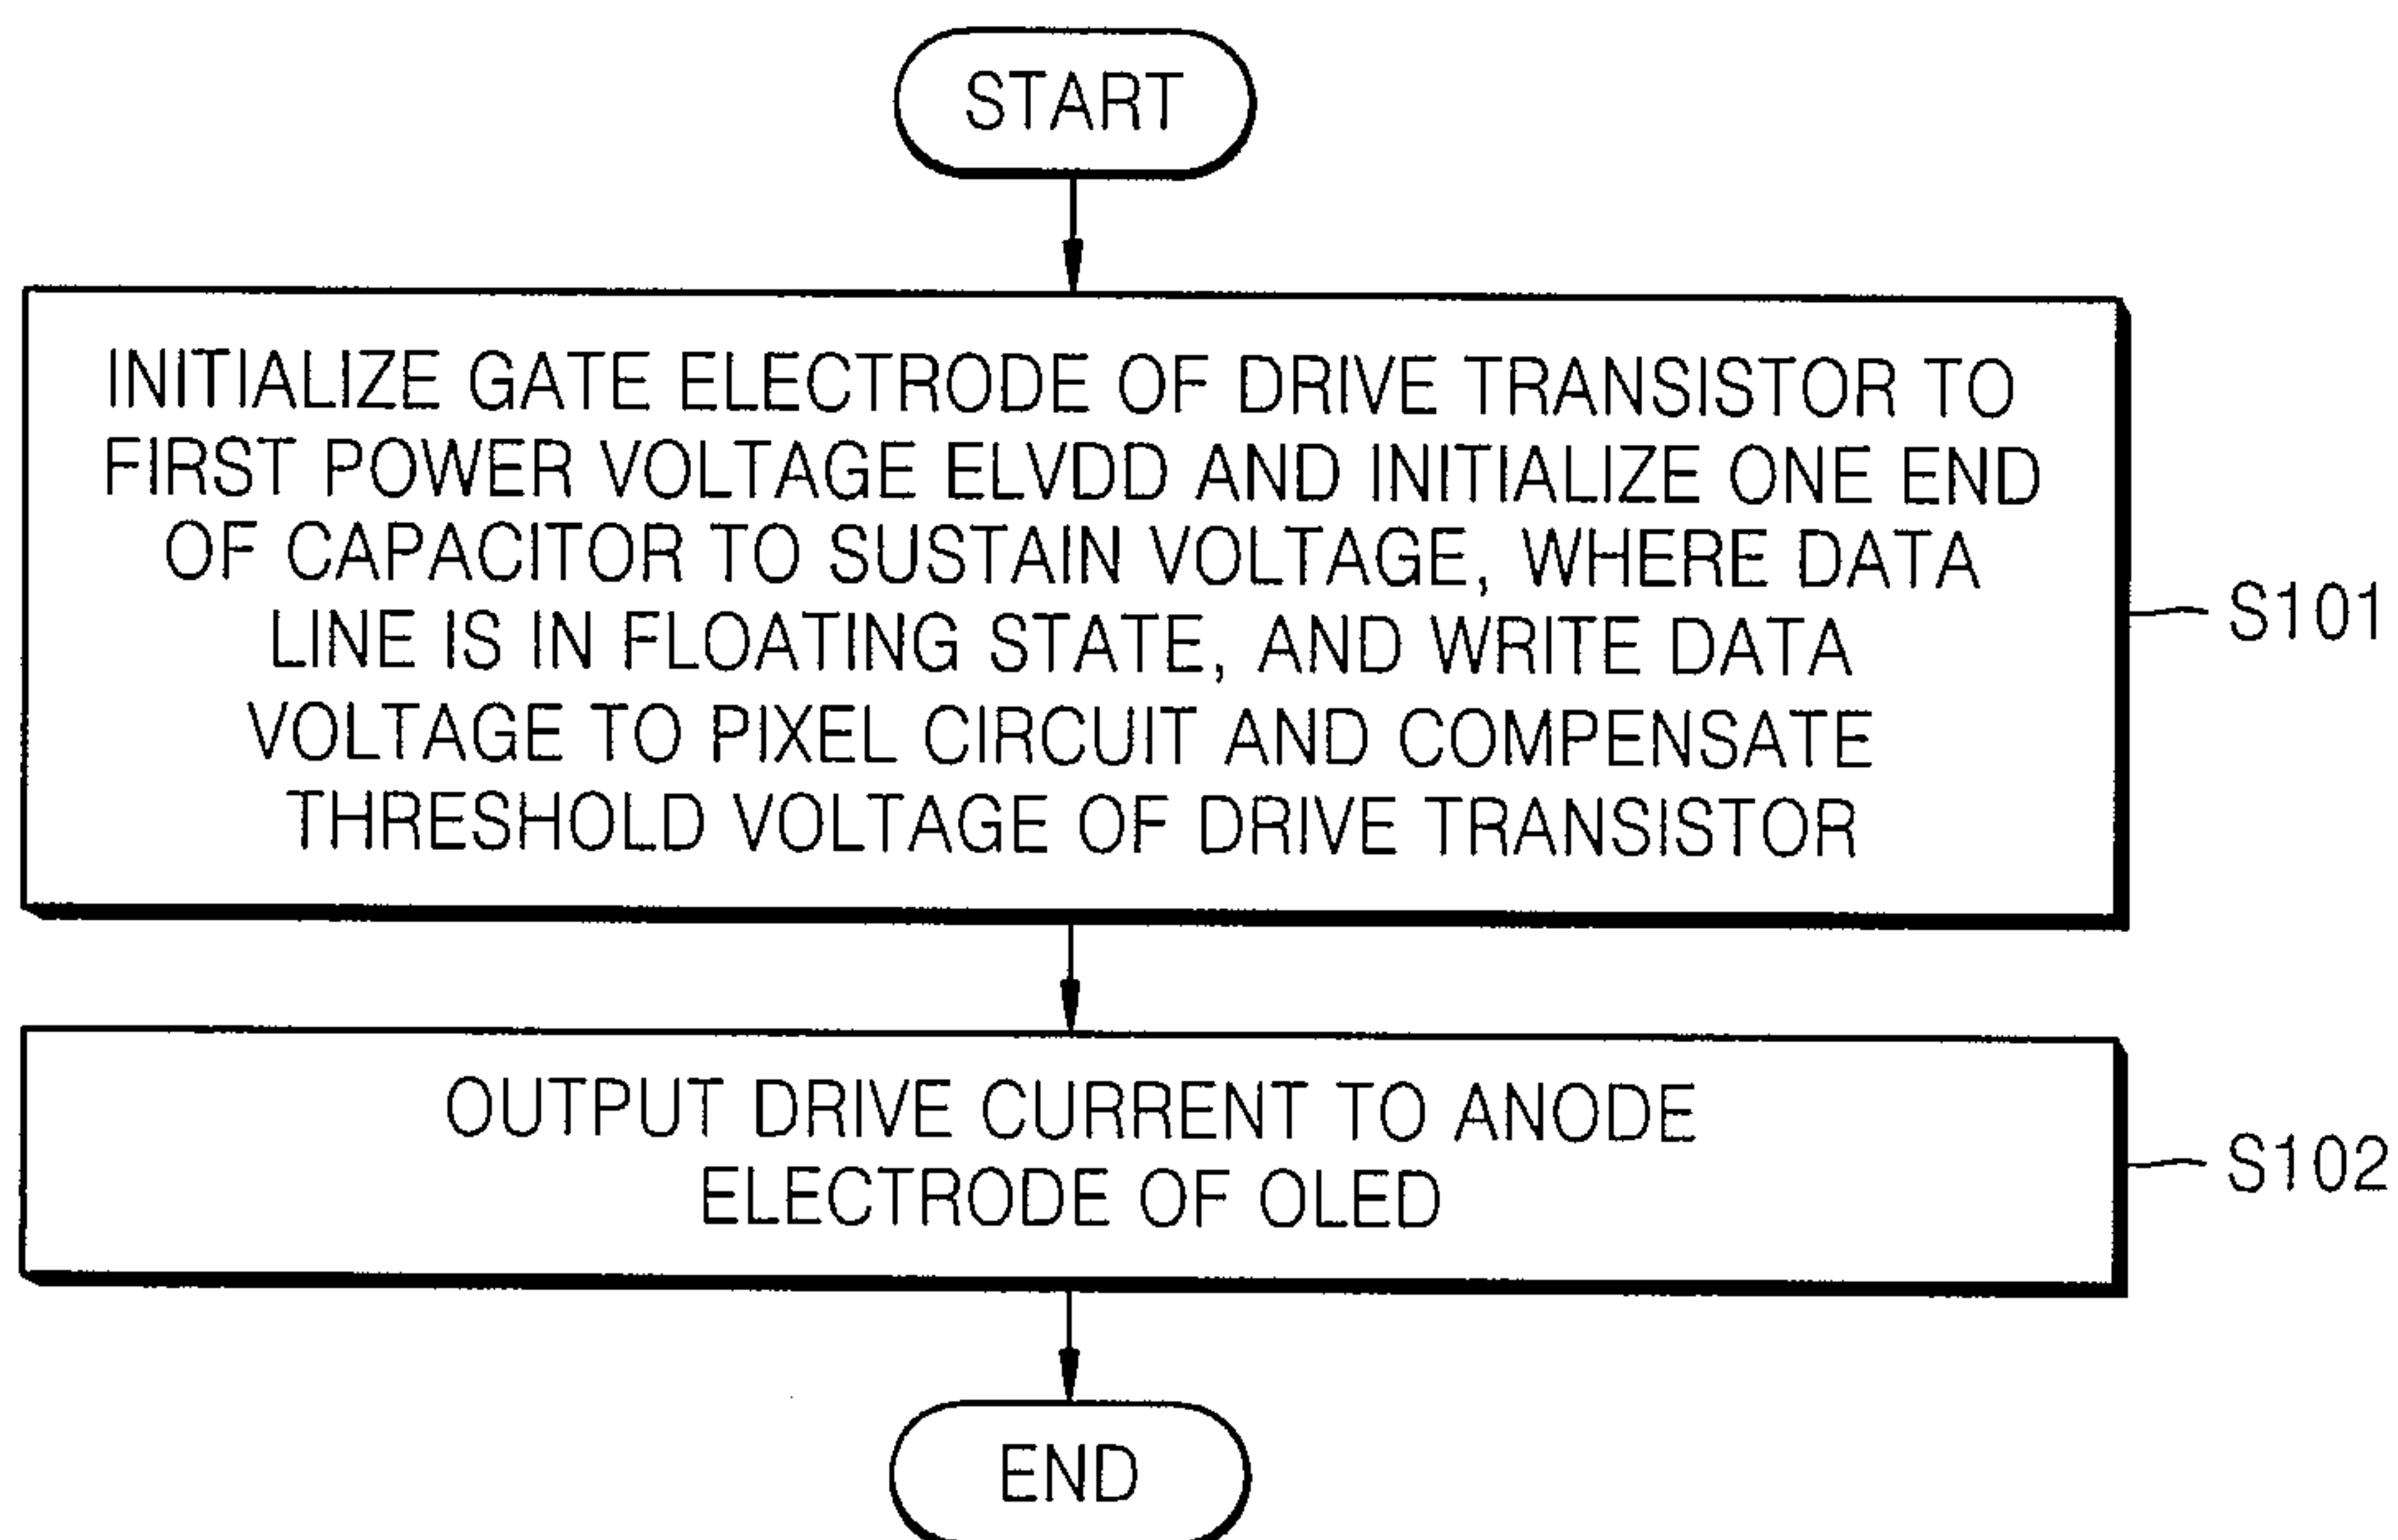 START
INITIALIZE GATE ELECTRODE OF DRIVE TRANSISTOR TO
FIRST POWER VOLTAGE ELVDD AND INITIALIZE ONE END
OF CAPACITOR TO SUSTAIN VOLTAGE, WHERE DATA
LINE IS IN FLOATING STATE, AND WRITE DATA
VOLTAGE TO PIXEL CIRCUIT AND COMPENSATE
THRESHOLD VOLTAGE OF DRIVE TRANSISTOR
S101
OUTPUT DRIVE CURRENT TO ANODE
ELECTRODE OF OLED
S102
END